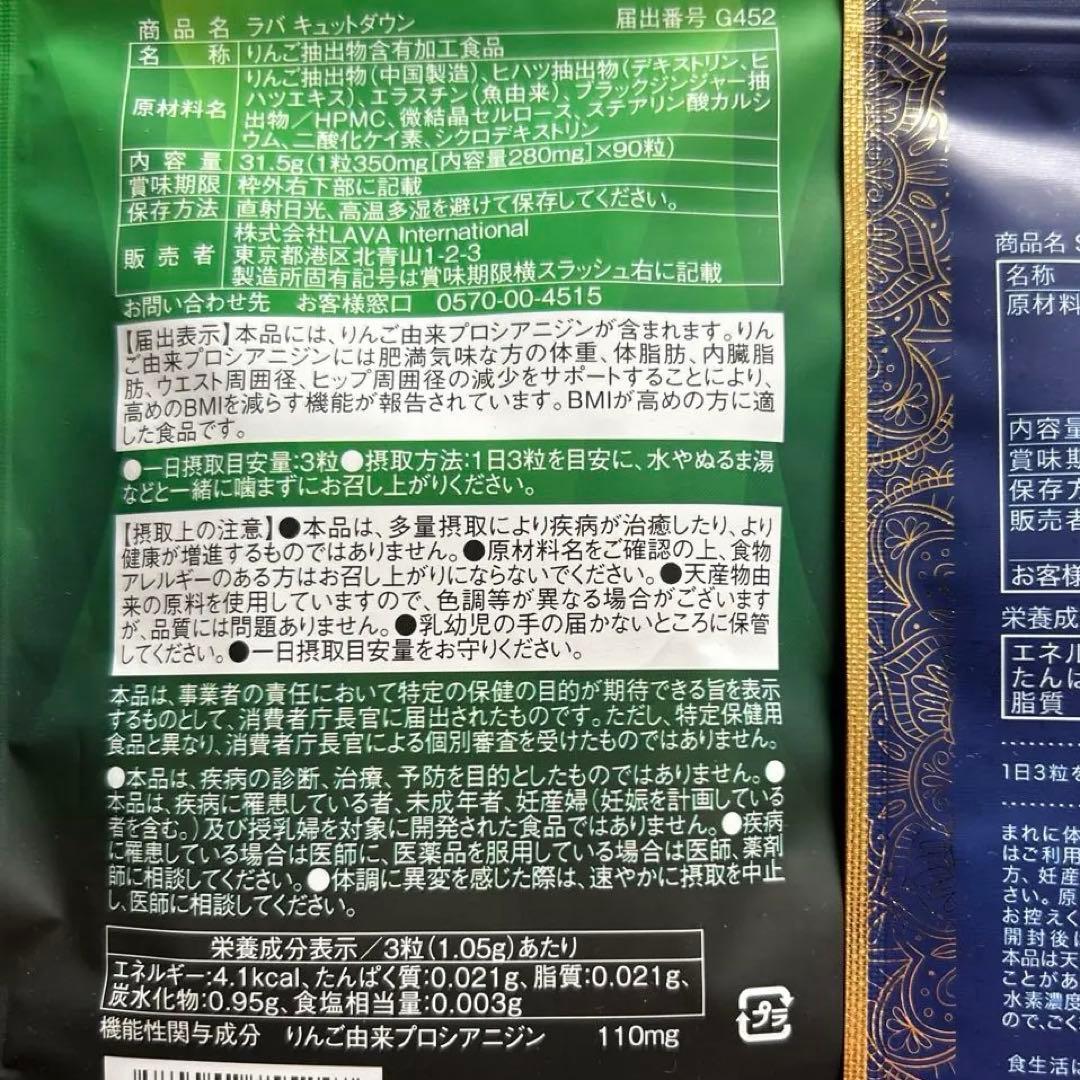 商品名 ラバ キュットダウン 届出番号 G452
名称 りんご抽出物含有加工食品
原材料名 りんご抽出物(中国製造)、ヒハツ抽出物(デキストリン、ヒ
ハツエキス)、エラスチン(魚由来)、ブラックジンジャー抽
出物／HPMC、微結晶セルロース、ステアリン酸カルシ
ウム、二酸化ケイ素、シクロデキストリン
内容量 31.5g(1粒350mg[内容量280mg]×90粒)
賞味期限 枠外右下部に記載
保存方法 直射日光、高温多湿を避けて保存してください。
販売者 株式会社LAVA International
東京都港区北青山1-2-3
製造所固有記号は賞味期限横スラッシュ右に記載
お問い合わせ先 お客様窓口 0570-00-4515
【届出表示】本品には、りんご由来プロシアニジンが含まれます。りん
ご由来プロシアニジンには肥満気味な方の体重、体脂肪、内臓脂
肪、ウエスト周囲径、ヒップ周囲径の減少をサポートすることにより、
高めのBMIを減らす機能が報告されています。BMIが高めの方に適
した食品です。
●一日摂取目安量:3粒●摂取方法:1日3粒を目安に、水やぬるま湯
などと一緒に噛まずにお召し上がりください。
【摂取上の注意】●本品は、多量摂取により疾病が治癒したり、より
健康が増進するものではありません。●原材料名をご確認の上、食物
アレルギーのある方はお召し上がりにならないでください。●天産物由
来の原料を使用していますので、色調等が異なる場合がございます
が、品質には問題ありません。●乳幼児の手の届かないところに保管
してください。●一日摂取目安量をお守りください。
本品は、事業者の責任において特定の保健の目的が期待できる旨を表示
するものとして、消費者庁長官に届出されたものです。ただし、特定保健用
食品と異なり、消費者庁長官による個別審査を受けたものではありません。
●本品は、疾病の診断、治療、予防を目的としたものではありません。●
本品は、疾病に罹患している者、未成年者、妊産婦(妊娠を計画している
者を含む。)及び授乳婦を対象に開発された食品ではありません。●疾病
に罹患している場合は医師に、医薬品を服用している場合は医師、薬剤
師に相談してください。●体調に異変を感じた際は、速やかに摂取を中止
し、医師に相談してください。
栄養成分表示／3粒(1.05g)あたり
エネルギー:4.1kcal、たんぱく質:0.021g、脂質:0.021g、
炭水化物:0.95g、食塩相当量:0.003g
機能性関与成分 りんご由来プロシアニジン 110mg
プラ
商品名 S
名称
原材料
内容量
賞味期
保存方
販売者
お客様
栄養成
エネル
たんぱ
脂質
1日3粒を
まれに体
はご利用
方、妊産
さい。原
お控えく
開封後に
本品は天
ことがあ
水素濃度
ので、ごく
食生活は